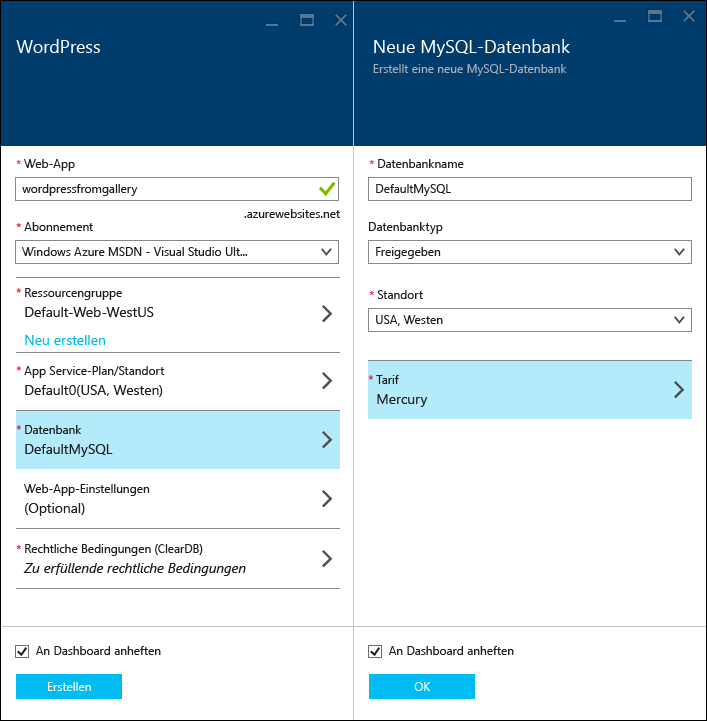 WordPress
* Web-App
wordpressfromgallery
.azurewebsites.net
* Abonnement
Windows Azure MSDN - Visual Studio Ult...
* Ressourcengruppe
Default-Web-WestUS
Neu erstellen
* App Service-Plan/Standort
Default0(USA, Westen)
* Datenbank
DefaultMySQL
Web-App-Einstellungen
(Optional)
* Rechtliche Bedingungen (ClearDB)
Zu erfüllende rechtliche Bedingungen
An Dashboard anheften
Erstellen
Neue MySQL-Datenbank
Erstellt eine neue MySQL-Datenbank
* Datenbankname
DefaultMySQL
Datenbanktyp
Freigegeben
* Standort
USA, Westen
* Tarif
Mercury
An Dashboard anheften
OK